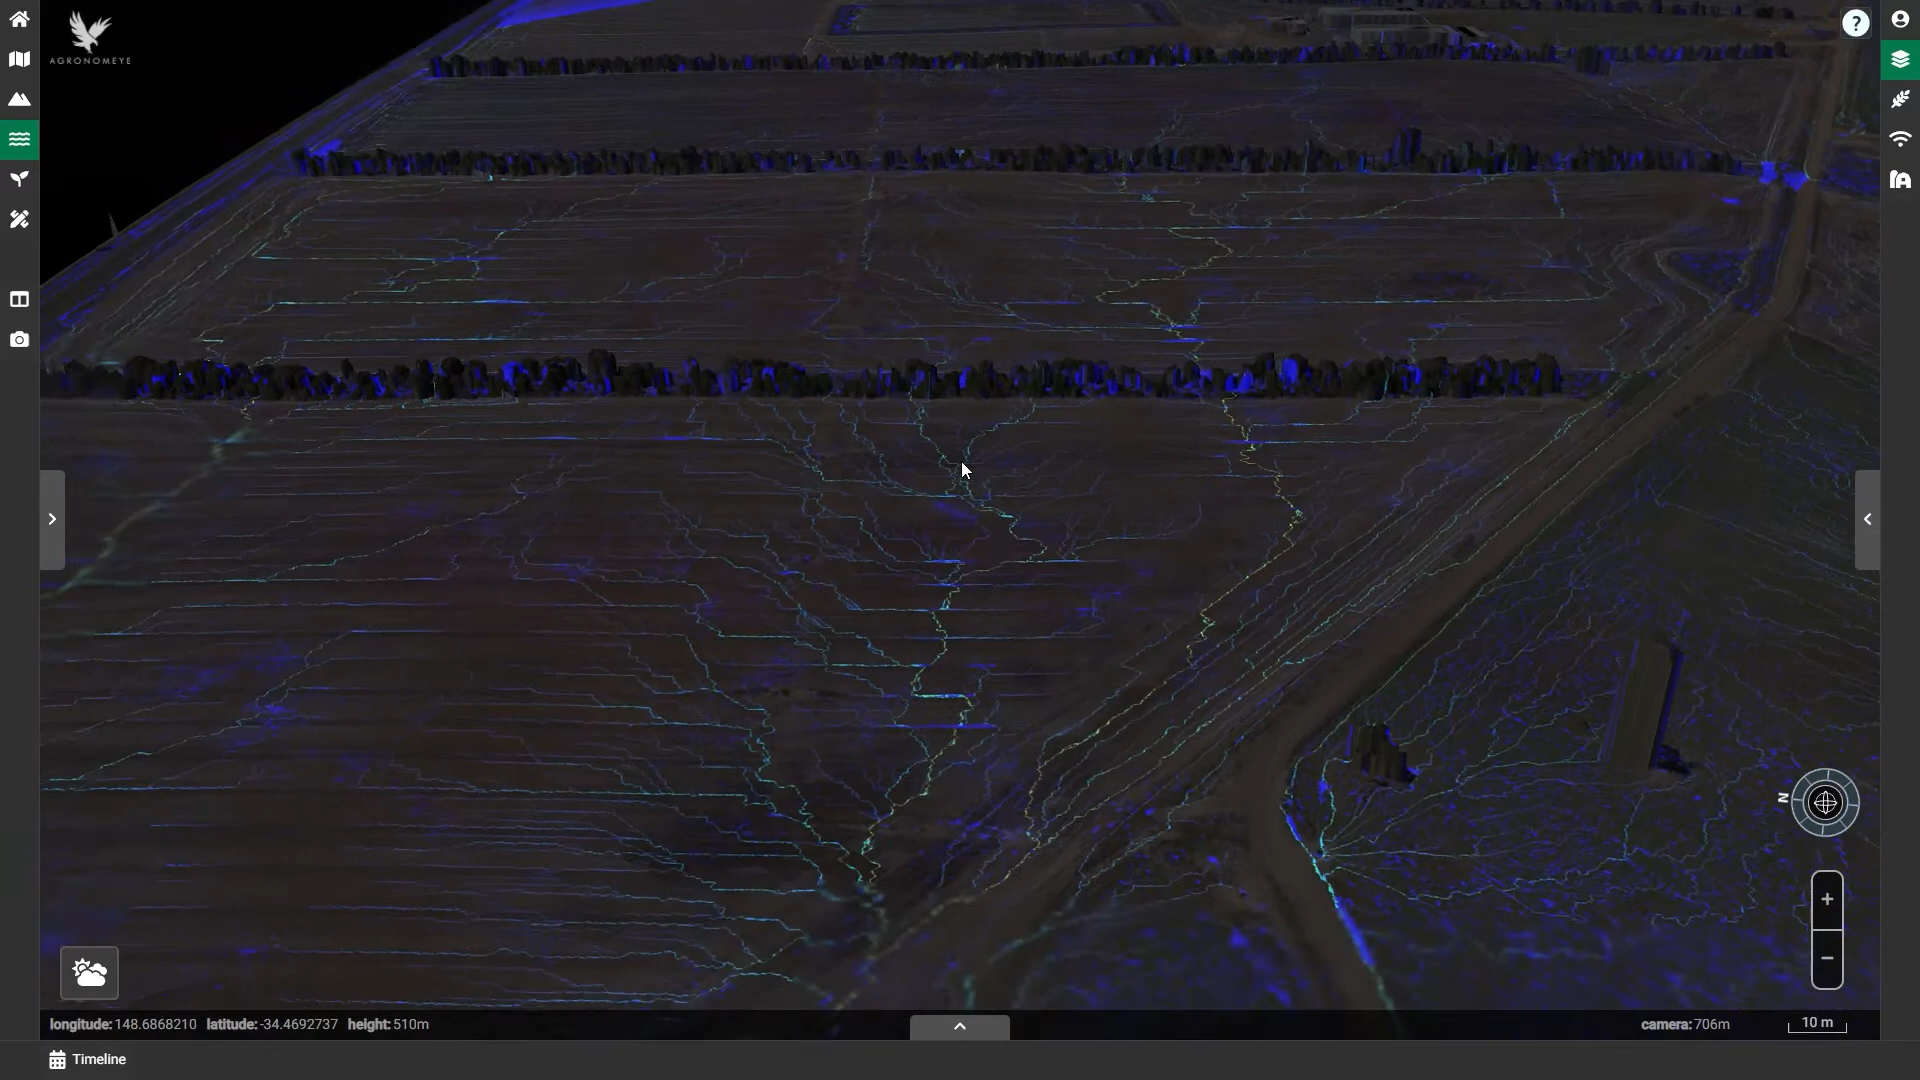 AGRONOMEYE
?
N
+
−
longitude: 148.6868210 latitude: -34.4692737 height: 510m
camera: 706m
10 m
Timeline